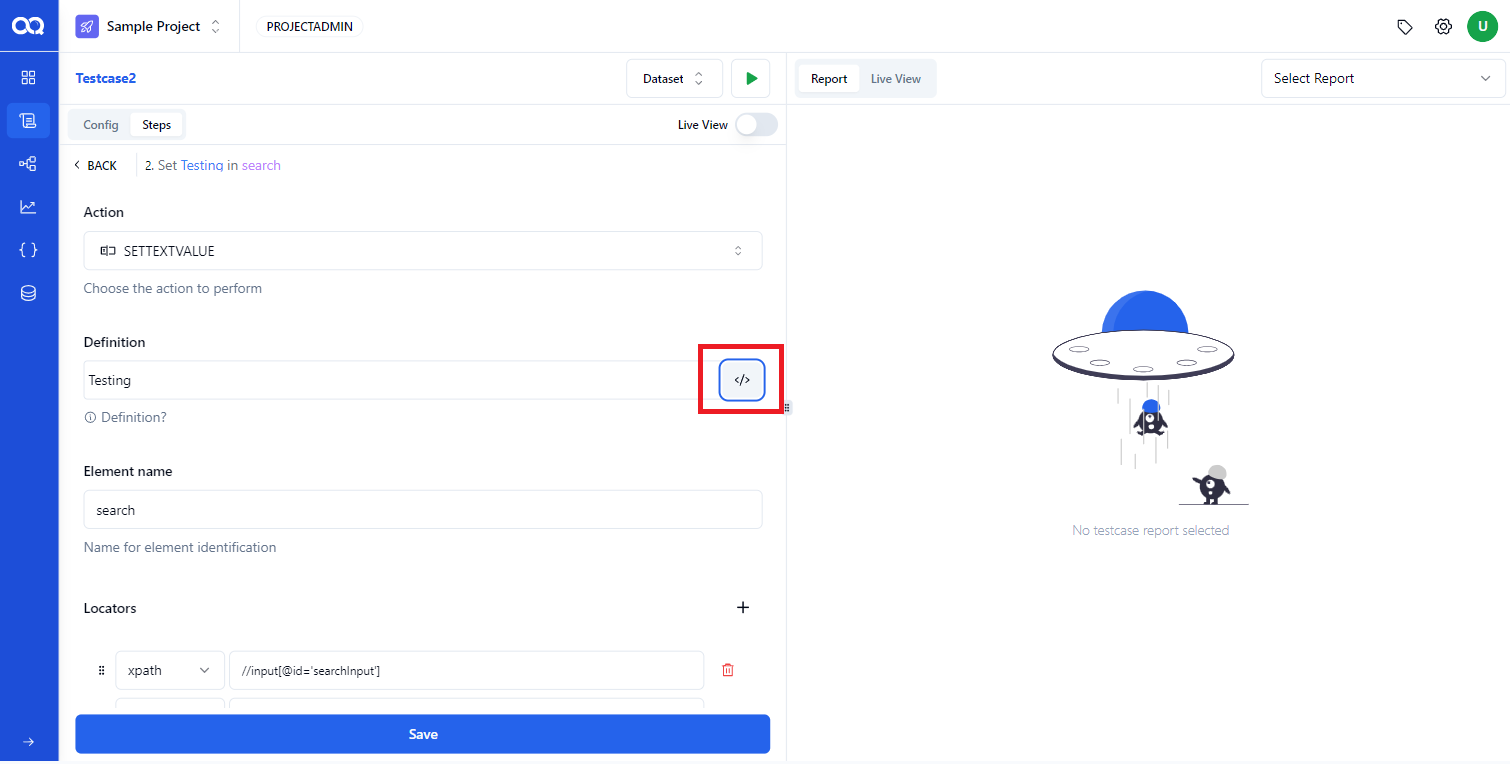 Sample Project
PROJECTADMIN
U
Testcase2
Dataset
Report
Live View
Select Report
Config
Steps
Live View
BACK
2. Set Testing in search
Action
SETTEXTVALUE
Choose the action to perform
Definition
Testing
</>
Definition?
Element name
search
Name for element identification
No testcase report selected
Locators
+
xpath
//input[@id='searchInput']
Save